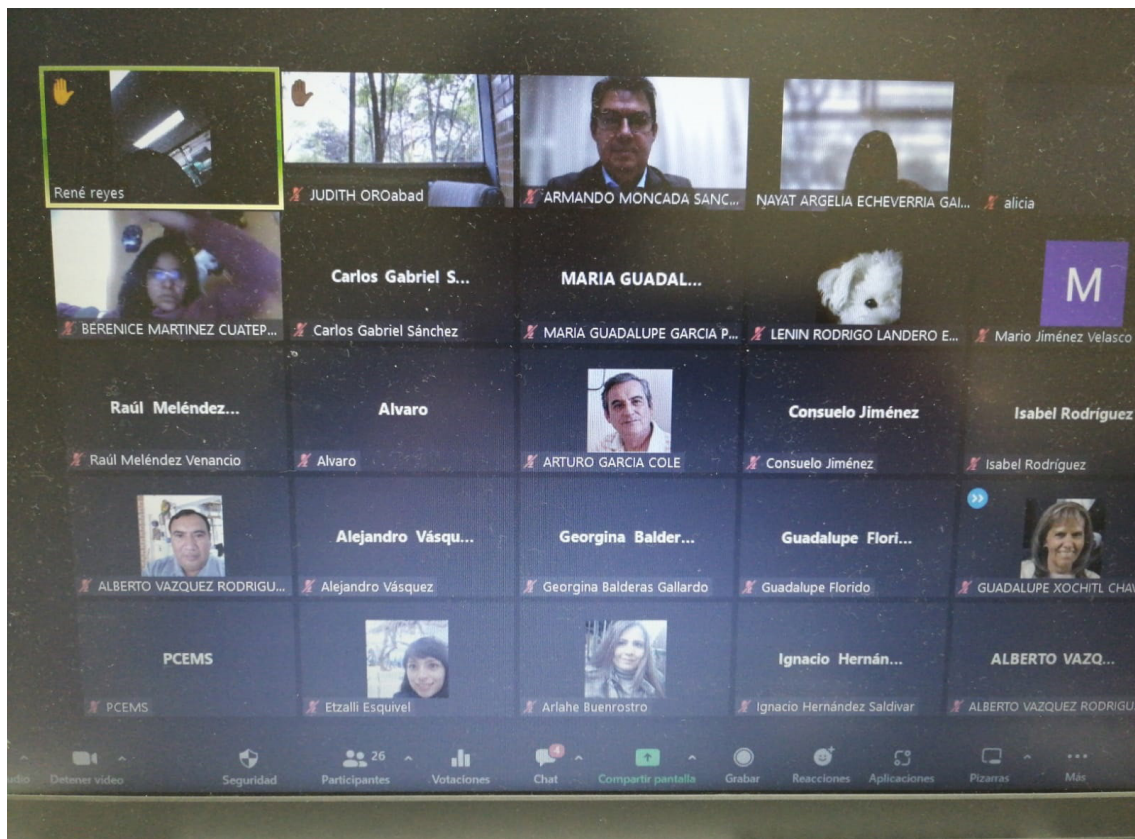 René reyes
JUDITH OROabad
ARMANDO MONCADA SANC...
NAYAT ARGELIA ECHEVERRIA GAI...
alicia
BERENICE MARTINEZ CUATEP...
Carlos Gabriel S...
Carlos Gabriel Sánchez
MARIA GUADAL...
MARIA GUADALUPE GARCIA P...
LENIN RODRIGO LANDERO E...
M
Mario Jiménez Velasco
Raúl Meléndez...
Raúl Meléndez Venancio
Alvaro
Alvaro
ARTURO GARCIA COLE
Consuelo Jiménez
Consuelo Jiménez
Isabel Rodríguez
Isabel Rodríguez
ALBERTO VAZQUEZ RODRIGU...
Alejandro Vásqu...
Alejandro Vásquez
Georgina Balder...
Georgina Balderas Gallardo
Guadalupe Flori...
Guadalupe Florido
GUADALUPE XOCHITL CHAV
PCEMS
PCEMS
Etzalli Esquivel
Arlahe Buenrostro
Ignacio Hernán...
Ignacio Hernández Saldivar
ALBERTO VAZQ...
ALBERTO VAZQUEZ RODRIGU
Detener video
Seguridad
26
Participantes
Votaciones
4
Chat
Compartir pantalla
Grabar
Reacciones
Aplicaciones
Pizarras
Más